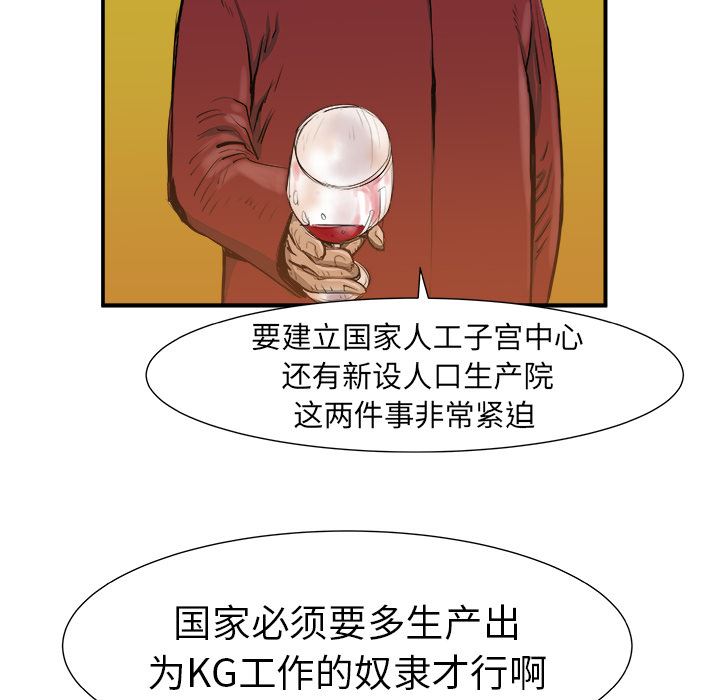 要建立国家人工子宫中心
还有新设人口生产院
这两件事非常紧迫
国家必须要多生产出
为KG工作的奴隶才行啊